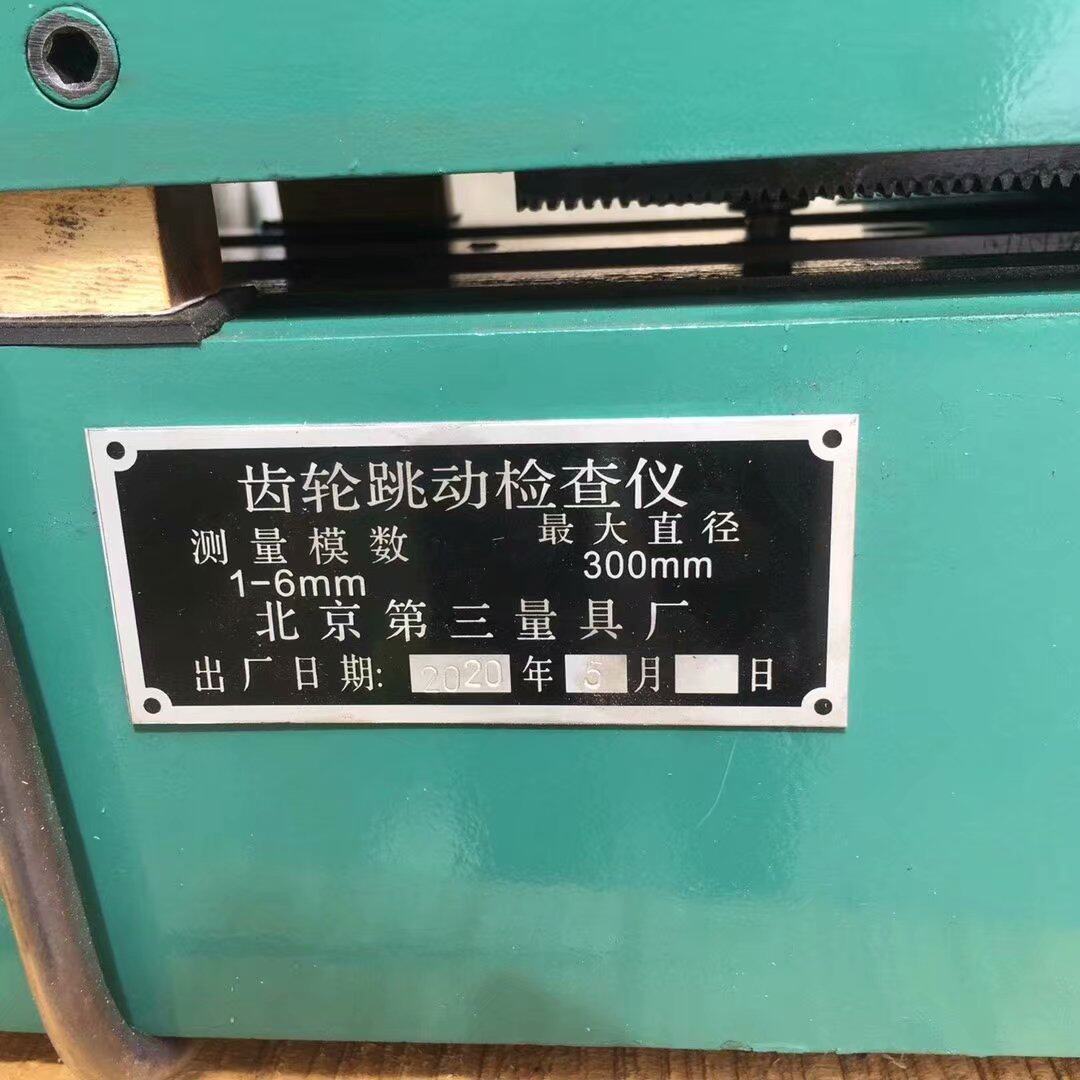 齿轮跳动检查仪
测量模数 最大直径
1-6mm 300mm
北京第三量具厂
出厂日期: 2020 年 5 月 日